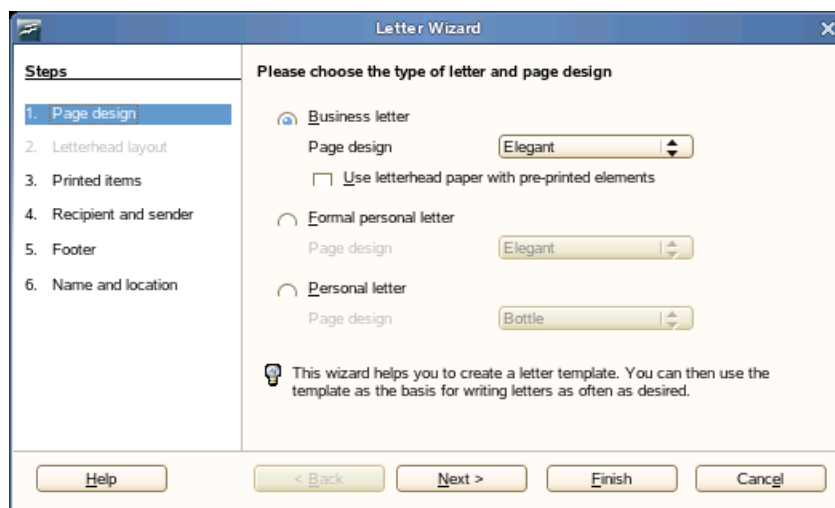 Letter Wizard
Steps
1. Page design
2. Letterhead layout
3. Printed items
4. Recipient and sender
5. Footer
6. Name and location
Please choose the type of letter and page design
Business letter
Page design Elegant
Use letterhead paper with pre-printed elements
Formal personal letter
Page design Elegant
Personal letter
Page design Bottle
This wizard helps you to create a letter template. You can then use the
template as the basis for writing letters as often as desired.
Help < Back Next > Finish Cancel